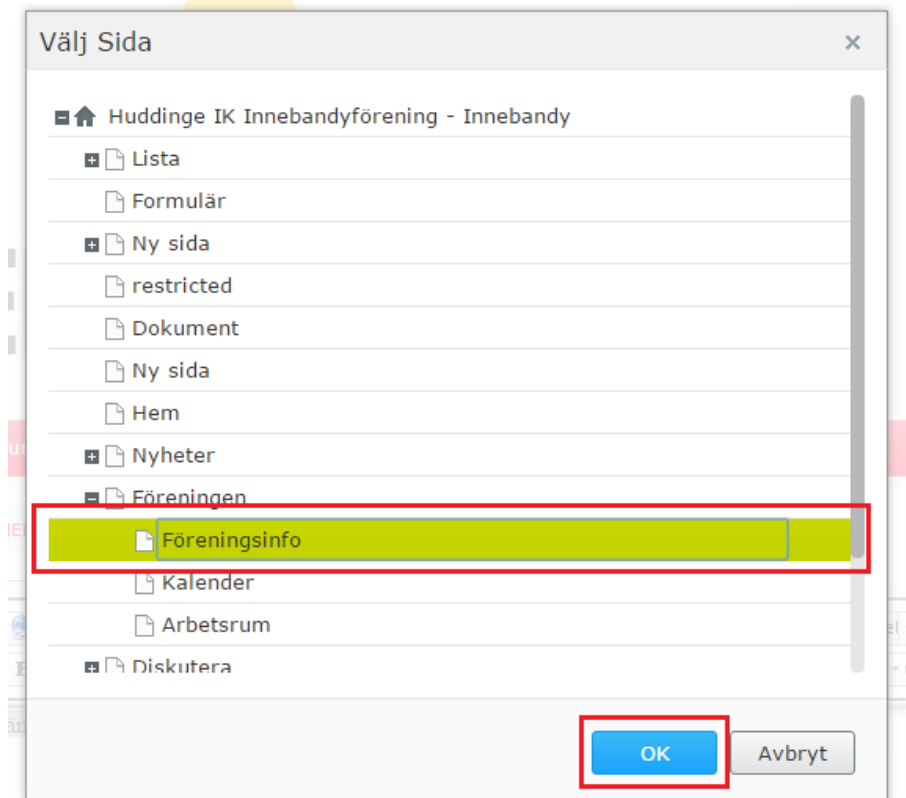 Välj Sida
Huddinge IK Innebandyförening - Innebandy
Lista
Formulär
Ny sida
restricted
Dokument
Ny sida
Hem
Nyheter
Föreningen
Föreningsinfo
Kalender
Arbetsrum
Diskutera
OK Avbryt